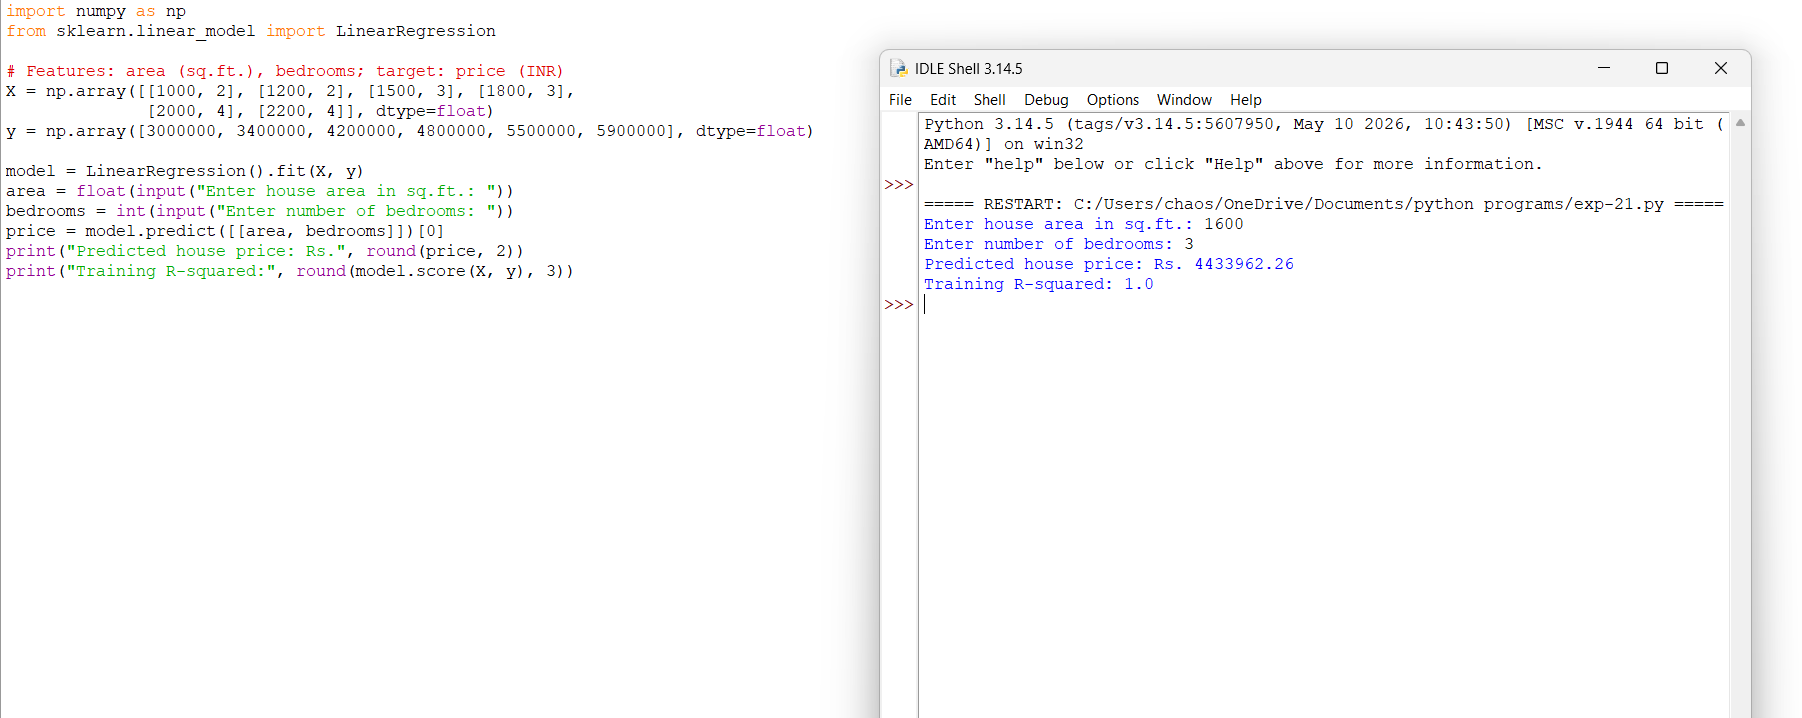 import numpy as np
from sklearn.linear_model import LinearRegression
# Features: area (sq.ft.), bedrooms; target: price (INR)
X = np.array([[1000, 2], [1200, 2], [1500, 3], [1800, 3],
              [2000, 4], [2200, 4]], dtype=float)
y = np.array([3000000, 3400000, 4200000, 4800000, 5500000, 5900000], dtype=float)
model = LinearRegression().fit(X, y)
area = float(input("Enter house area in sq.ft.: "))
bedrooms = int(input("Enter number of bedrooms: "))
price = model.predict([[area, bedrooms]])[0]
print("Predicted house price: Rs.", round(price, 2))
print("Training R-squared:", round(model.score(X, y), 3))
IDLE Shell 3.14.5
File Edit Shell Debug Options Window Help
Python 3.14.5 (tags/v3.14.5:5607950, May 10 2026, 10:43:50) [MSC v.1944 64 bit (
AMD64)] on win32
Enter "help" below or click "Help" above for more information.
>>>
===== RESTART: C:/Users/chaos/OneDrive/Documents/python programs/exp-21.py =====
Enter house area in sq.ft.: 1600
Enter number of bedrooms: 3
Predicted house price: Rs. 4433962.26
Training R-squared: 1.0
>>>